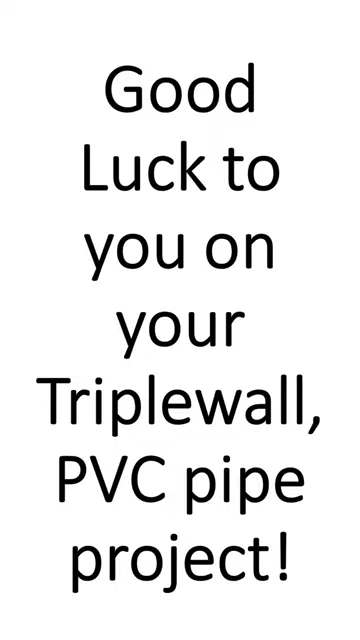 Good
Luck to
you on
your
Triplewall,
PVC pipe
project!